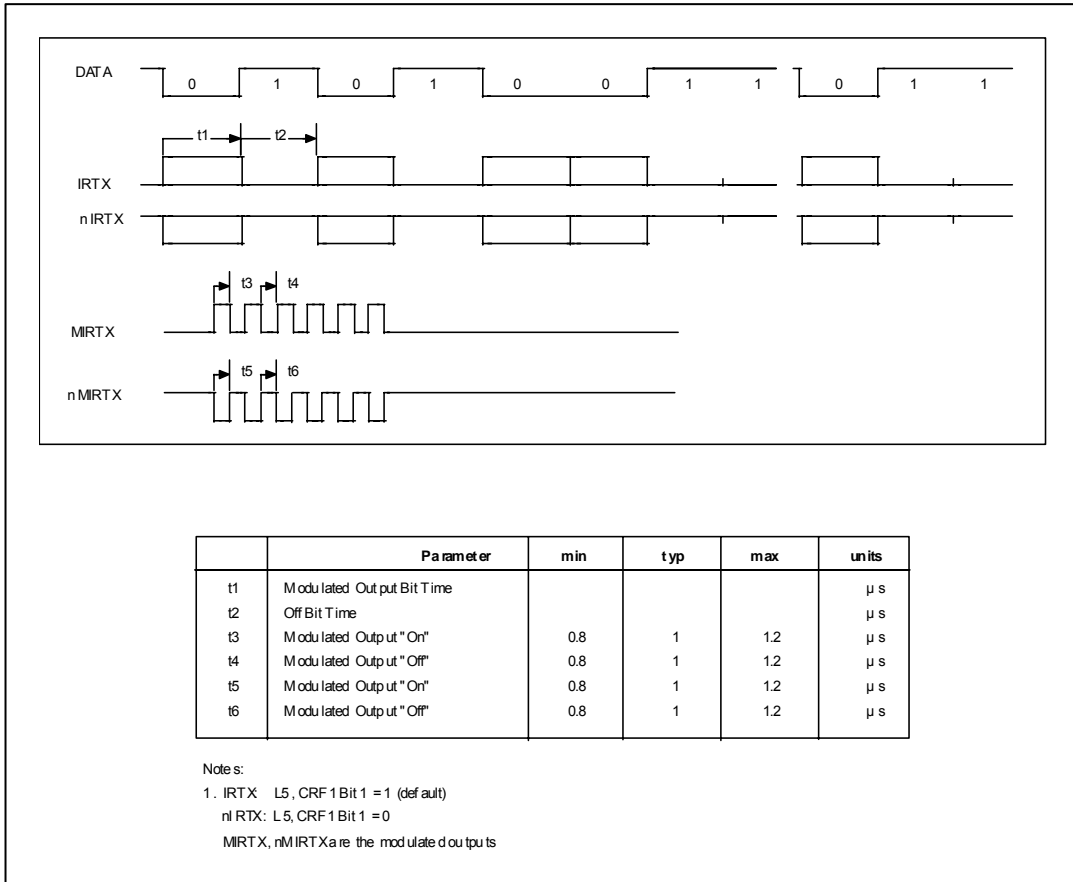 DATA 0 1 0 1 0 0 1 1 0 1 1
t1 t2
IRTX
nIRTX
t3 t4
MIRTX
t5 t6
nMIRTX
Parameter min typ max units
t1 Modulated Output Bit Time µs
t2 Off Bit Time µs
t3 Modulated Output "On" 0.8 1 1.2 µs
t4 Modulated Output "Off" 0.8 1 1.2 µs
t5 Modulated Output "On" 0.8 1 1.2 µs
t6 Modulated Output "Off" 0.8 1 1.2 µs
Notes:
1. IRTX: L5, CRF1 Bit 1 = 1 (default)
nIRTX: L5, CRF1 Bit 1 = 0
MIRTX, nMIRTX are the modulated outputs